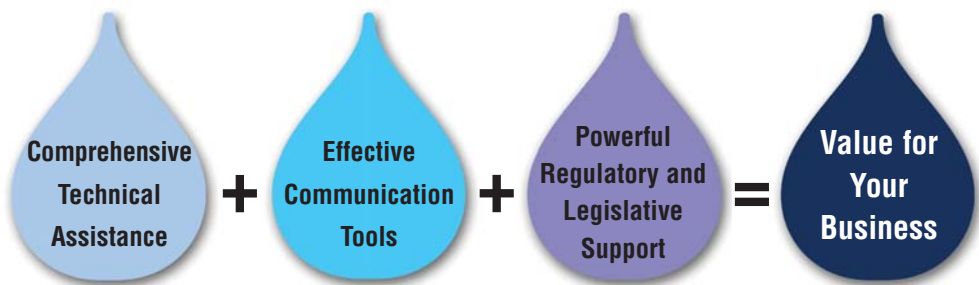 Comprehensive
Technical
Assistance
+
Effective
Communication
Tools
+
Powerful
Regulatory and
Legislative
Support
=
Value for
Your
Business